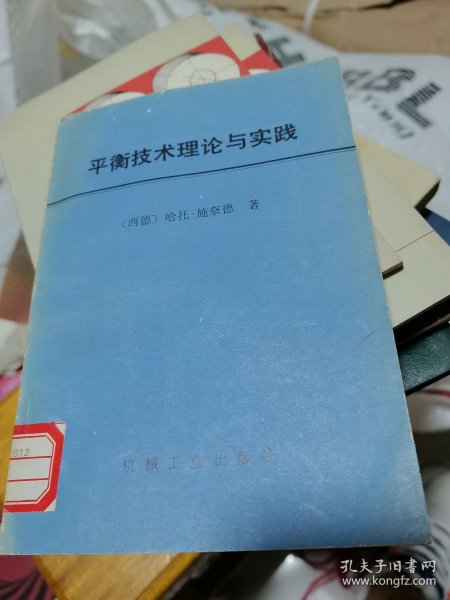 平衡技术理论与实践
〔西德〕哈托·施奈德 著
机械工业出版社
B12
孔夫子旧书网
www.kongfz.com